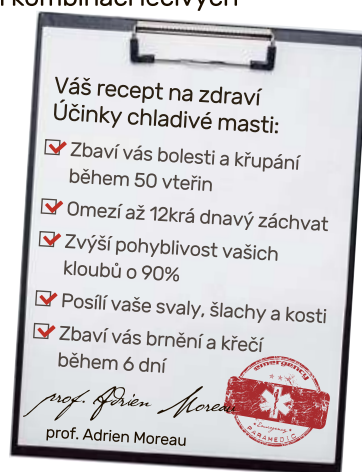 kombinací léčivých
Váš recept na zdraví
Účinky chladivé masti:
Zbaví vás bolesti a křupání
během 50 vteřin
Omezí až 12krá dnavý záchvat
Zvýší pohyblivost vašich
kloubů o 90%
Posílí vaše svaly, šlachy a kosti
Zbaví vás brnění a křečí
během 6 dní
prof. Adrien Moreau
emergency
Emergency
PARAMEDIC
prof. Adrien Moreau